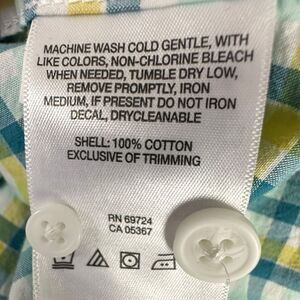 MACHINE WASH COLD GENTLE, WITH
LIKE COLORS, NON-CHLORINE BLEACH
WHEN NEEDED, TUMBLE DRY LOW,
REMOVE PROMPTLY, IRON
MEDIUM, IF PRESENT DO NOT IRON
DECAL, DRYCLEANABLE
SHELL: 100% COTTON
EXCLUSIVE OF TRIMMING
RN 69724
CA 05367